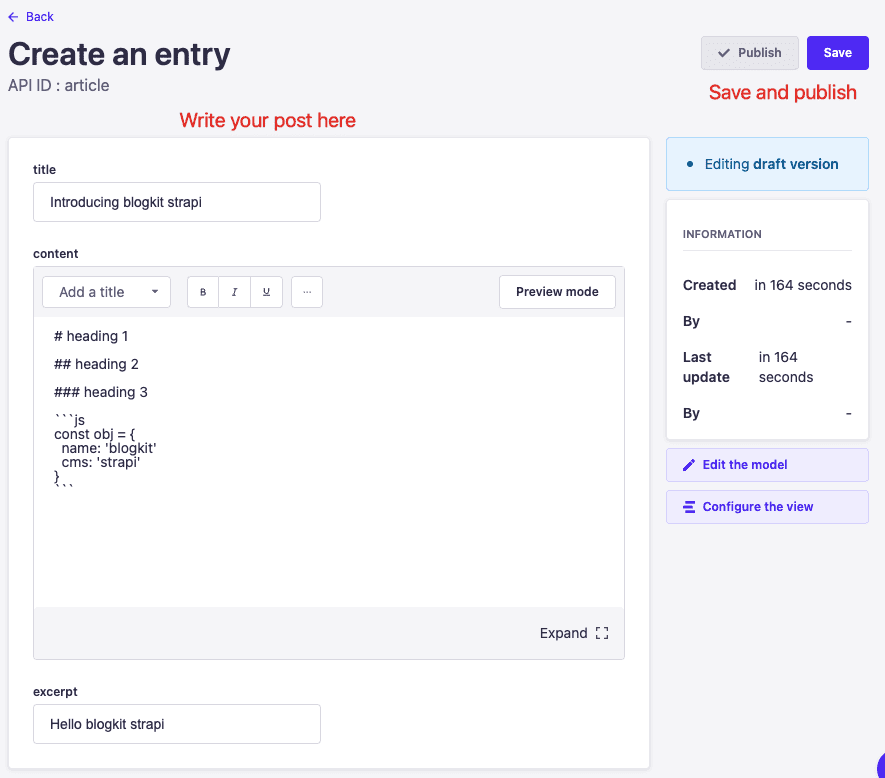 ← Back
Create an entry
API ID : article
Publish
Save
Save and publish
Write your post here
title
Introducing blogkit strapi
content
Add a title
B
I
U
...
Preview mode
# heading 1
## heading 2
### heading 3
```js
const obj = {
  name: 'blogkit'
  cms: 'strapi'
}
```
Expand
excerpt
Hello blogkit strapi
• Editing draft version
INFORMATION
Created in 164 seconds
By -
Last update in 164 seconds
By -
Edit the model
Configure the view